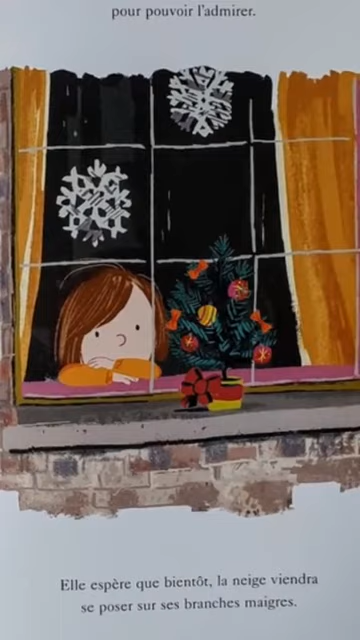 pour pouvoir l'admirer.
Elle espère que bientôt, la neige viendra
se poser sur ses branches maigres.